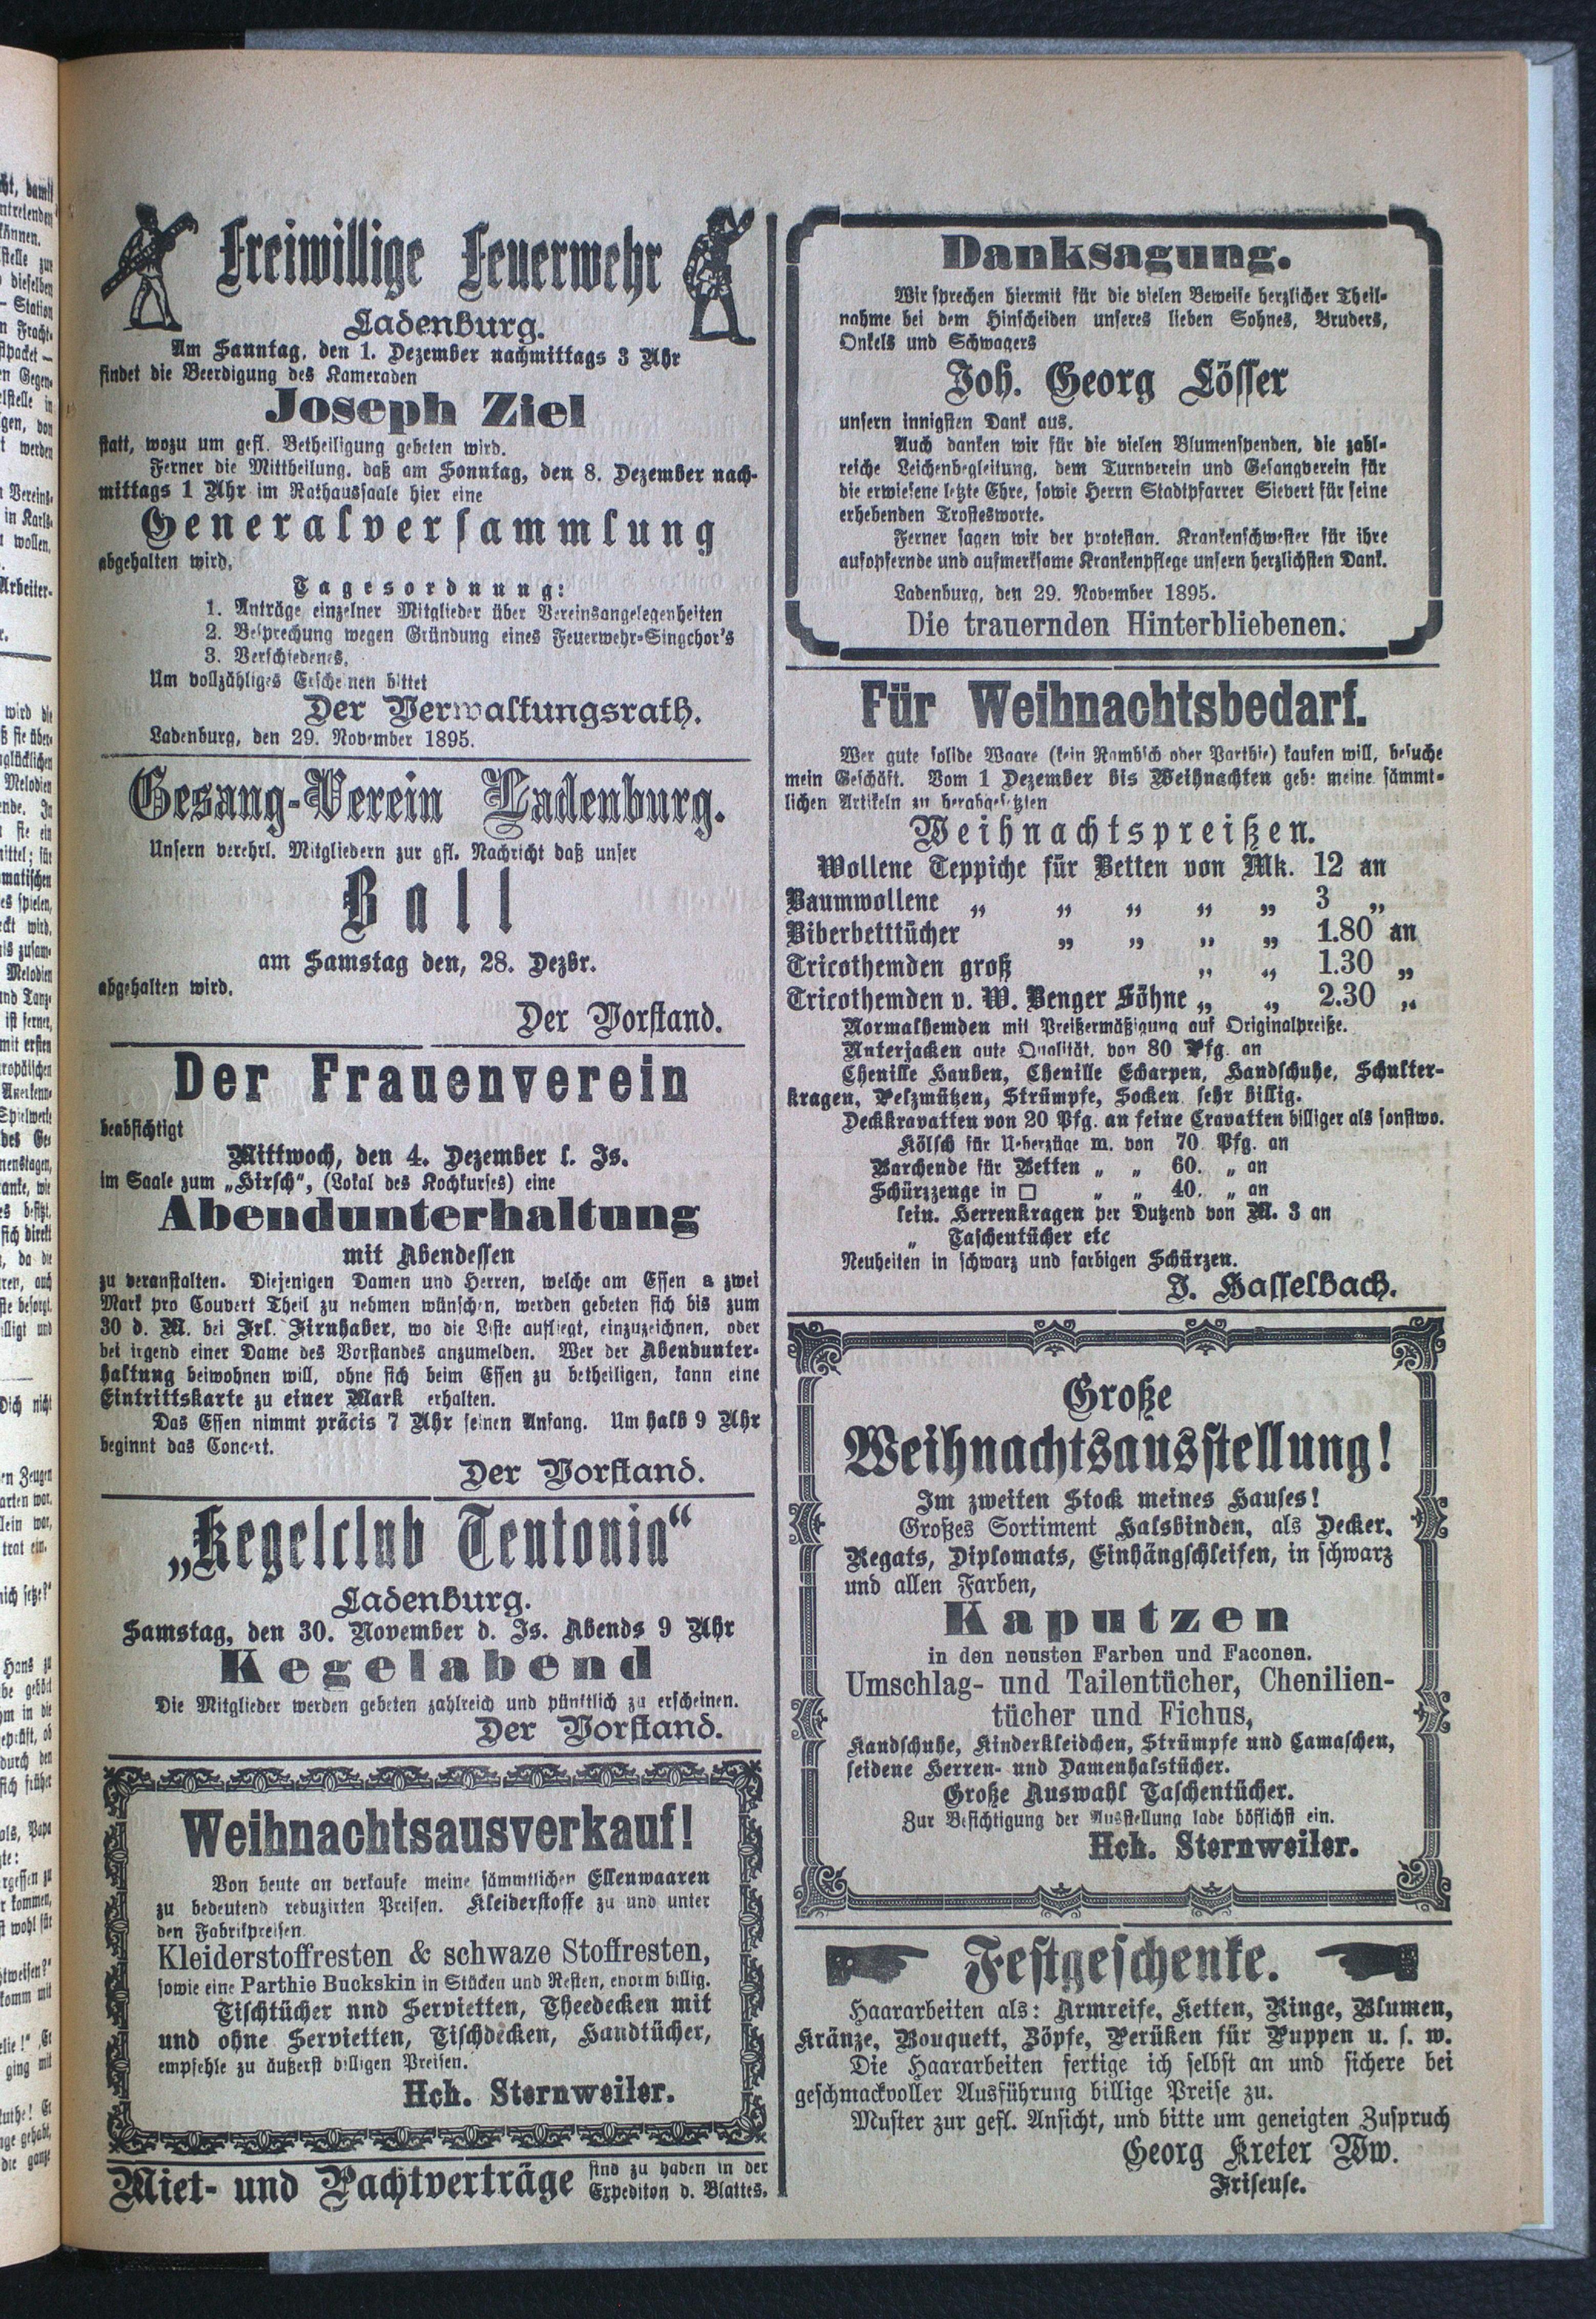 Freiwillige Feuerwehr
Ladenburg.
Am Sanntag, den 1. Dezember nachmittags 3 Uhr
findet die Beerdigung des Kameraden
Joseph Ziel
statt, wozu um gefl. Betheiligung gebeten wird.
Ferner die Mittheilung, daß am Sonntag, den 8. Dezember nach-
mittags 1 Uhr im Rathaussaale hier eine
Generalversammlung
abgehalten wird.
Tagesordnung:
1. Anträge einzelner Mitglieder über Vereinsangelegenheiten
2. Besprechung wegen Gründung eines Feuerwehr-Singchor's
3. Verschiedenes.
Um vollzähliges Erscheinen bittet
Der Verwaltungsrath.
Ladenburg, den 29. November 1895.
Gesang-Verein Ladenburg.
Unsern verehrl. Mitgliedern zur gfl. Nachricht daß unser
Ball
am Samstag den, 28. Dezbr.
abgehalten wird.
Der Vorstand.
Der Frauenverein
beabsichtigt
Mittwoch, den 4. Dezember l. Js.
im Saale zum „Hirsch", (Lokal des Kochkurses) eine
Abendunterhaltung
mit Abendessen
zu veranstalten. Diejenigen Damen und Herren, welche am Essen a zwei
Mark pro Couvert Theil zu nehmen wünschen, werden gebeten sich bis zum
30 d. M. bei Frl. Firnhaber, wo die Liste aufliegt, einzuzeichnen, oder
bei irgend einer Dame des Vorstandes anzumelden. Wer der Abendunter-
haltung beiwohnen will, ohne sich beim Essen zu betheiligen, kann eine
Eintrittskarte zu einer Mark erhalten.
Das Essen nimmt präcis 7 Uhr seinen Anfang. Um halb 9 Uhr
beginnt das Concert.
Der Vorstand.
„Kegelclub Teutonia“
Ladenburg.
Samstag, den 30. November d. Js. Abends 9 Uhr
Kegelabend
Die Mitglieder werden gebeten zahlreich und pünktlich zu erscheinen.
Der Vorstand.
Weihnachtsausverkauf!
Von heute an verkaufe meine sämmtlichen Ellenwaaren
zu bedeutend reduzirten Preisen. Kleiderstoffe zu und unter
den Fabrikpreisen.
Kleiderstoffresten & schwaze Stoffresten,
sowie eine Parthie Buckskin in Stücken und Resten, enorm billig.
Tischtücher nnd Servietten, Theedecken mit
und ohne Servietten, Tischdecken, Handtücher,
empfehle zu äußerst billigen Preisen.
Hch. Sternweiler.
Miet- und Pachtverträge sind zu haben in der
Expediton d. Blattes.
Danksagung.
Wir sprechen hiermit für die vielen Beweise herzlicher Theil-
nahme bei dem Hinscheiden unseres lieben Sohnes, Bruders,
Onkels und Schwagers
Joh. Georg Lösser
unsern innigsten Dank aus.
Auch danken wir für die vielen Blumenspenden, die zahl-
reiche Leichenbegleitung, dem Turnverein und Gesangverein für
die erwiesene letzte Ehre, sowie Herrn Stadtpfarrer Sievert für seine
erhebenden Trostesworte.
Ferner sagen wir der protestan. Krankenschwester für ihre
aufopfernde und aufmerksame Krankenpflege unsern herzlichsten Dank.
Ladenburg, den 29. November 1895.
Die trauernden Hinterbliebenen.
Für Weihnachtsbedarf.
Wer gute solide Waare (kein Rambsch oder Parthie) kaufen will, besuche
mein Geschäft. Vom 1 Dezember bis Weihnachten gebe meine sämmt-
lichen Artikeln zu herabgesetzten
Weihnachtspreißen.
Wollene Teppiche für Betten von Mk. 12 an
Baumwollene „ „ „ „ „ 3 „
Biberbetttücher „ „ „ „ 1.80 an
Tricothemden groß „ „ 1.30 „
Tricothemden v. W. Benger Söhne „ „ 2.30 „
Normalhemden mit Preißermäßigung auf Originalpreiße.
Unterjacken gute Qualität, von 80 Pfg. an
Chenille Hauben, Chenille Echarpen, Handschuhe, Schulter-
kragen, Pelzmützen, Strümpfe, Socken sehr billig.
Deckkravatten von 20 Pfg. an feine Cravatten billiger als sonstwo.
Kölsch für Ueberzüge m. von 70 Pfg. an
Barchende für Betten „ „ 60. „ an
Schürzzeuge in □ „ „ 40. „ an
lein. Herrenkragen per Dutzend von M. 3 an
„ Taschentücher etc
Neuheiten in schwarz und farbigen Schürzen.
J. Hasselbach.
Große
Weihnachtsausstellung!
Im zweiten Stock meines Hauses!
Großes Sortiment Halsbinden, als Decker,
Regats, Diplomats, Einhängschleifen, in schwarz
und allen Farben,
Kaputzen
in den neusten Farben und Faconen.
Umschlag- und Tailentücher, Chenilien-
tücher und Fichus,
Handschuhe, Kinderkleidchen, Strümpfe und Camaschen,
seidene Herren- und Damenhalstücher.
Große Auswahl Taschentücher.
Zur Besichtigung der Ausstellung lade höflichst ein.
Hch. Sternweiler.
Festgeschenke.
Haararbeiten als: Armreife, Ketten, Ringe, Blumen,
Kränze, Bouquett, Zöpfe, Perüken für Puppen u. s. w.
Die Haararbeiten fertige ich selbst an und sichere bei
geschmackvoller Ausführung billige Preise zu.
Muster zur gefl. Ansicht, und bitte um geneigten Zuspruch
Georg Kreter Ww.
Friseuse.